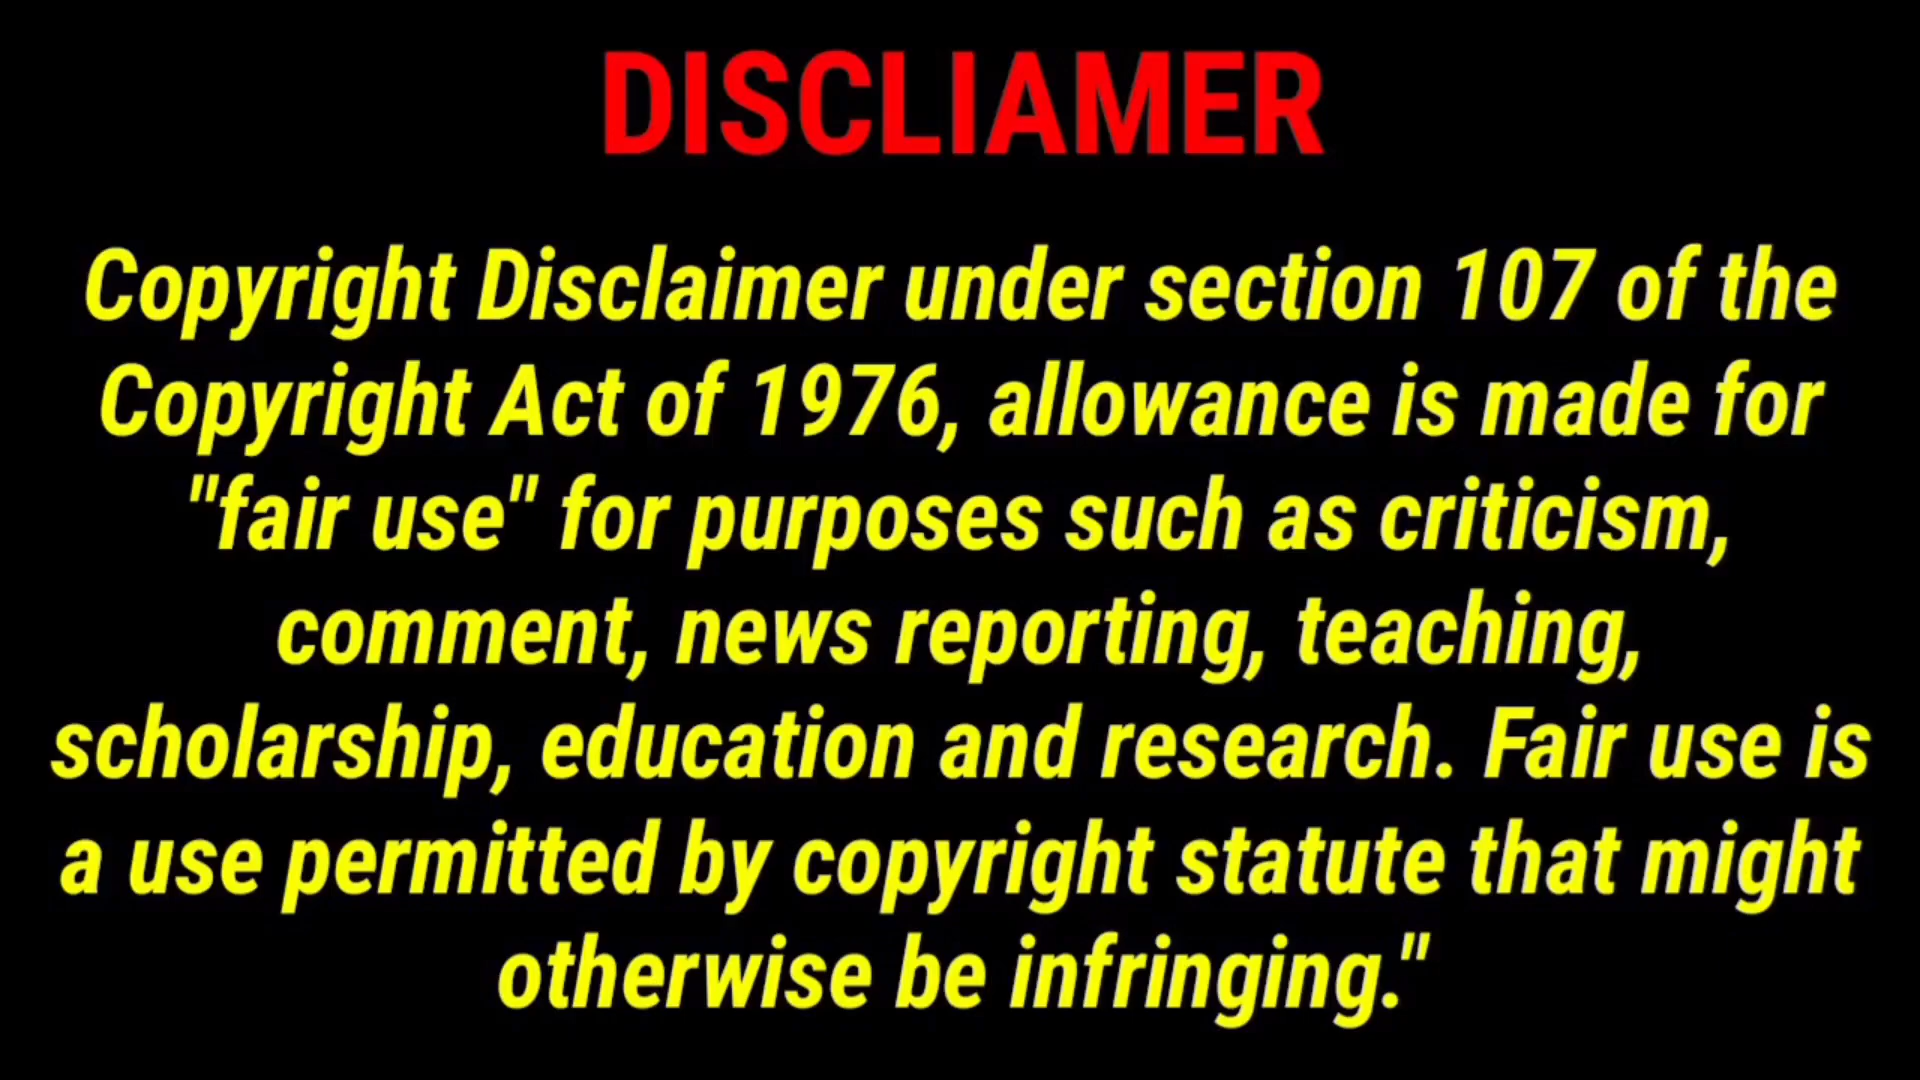 DISCLIAMER
Copyright Disclaimer under section 107 of the
Copyright Act of 1976, allowance is made for
"fair use" for purposes such as criticism,
comment, news reporting, teaching,
scholarship, education and research. Fair use is
a use permitted by copyright statute that might
otherwise be infringing."